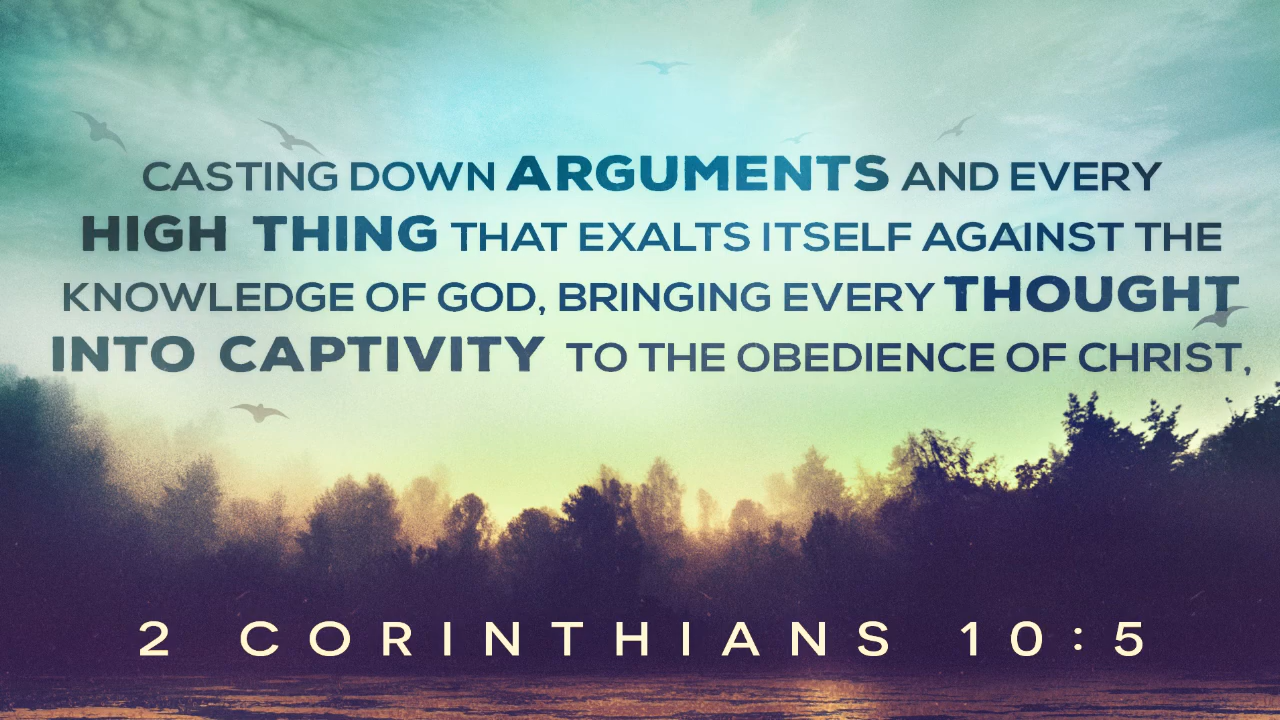 CASTING DOWN ARGUMENTS AND EVERY
HIGH THING THAT EXALTS ITSELF AGAINST THE
KNOWLEDGE OF GOD, BRINGING EVERY THOUGHT
INTO CAPTIVITY TO THE OBEDIENCE OF CHRIST,
2 CORINTHIANS 10:5